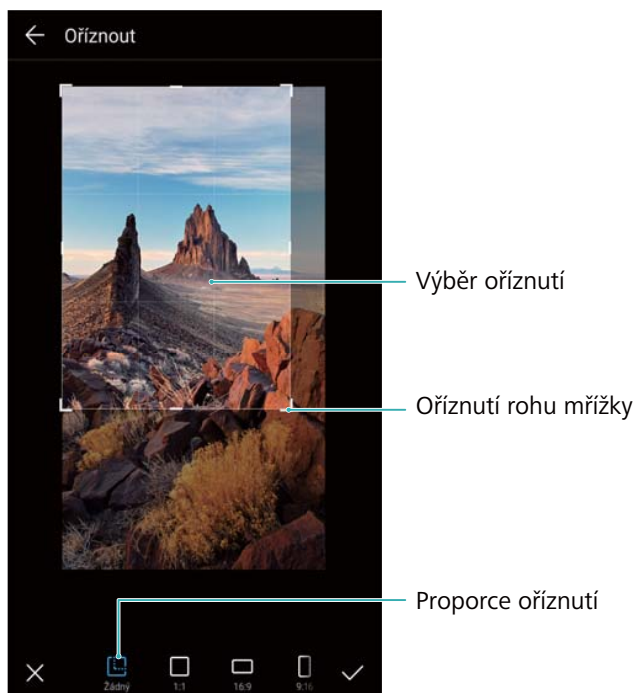 Oříznout
Výběr oříznutí
Oříznutí rohu mřížky
Proporce oříznutí
Žádný
1:1
16:9
9:16